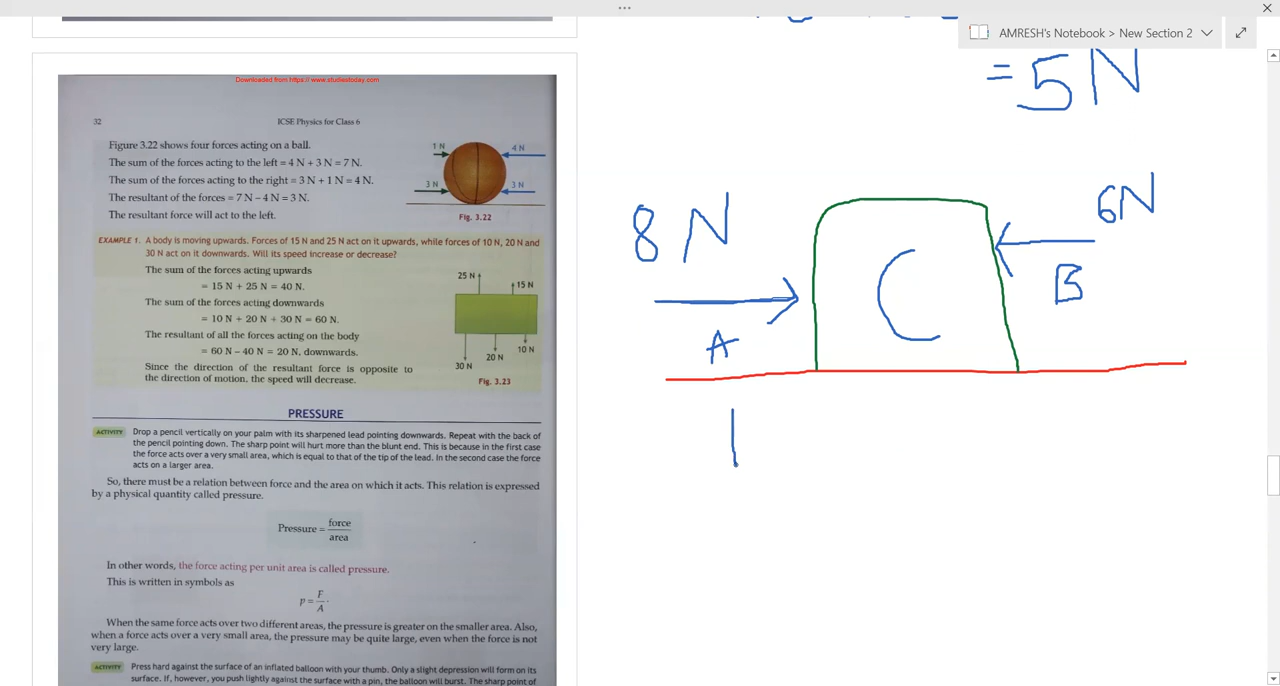 AMRESH's Notebook > New Section 2
Downloaded from https:// www.studiestoday.com
32
ICSE Physics for Class 6
Figure 3.22 shows four forces acting on a ball.
The sum of the forces acting to the left = 4 N + 3 N = 7 N.
The sum of the forces acting to the right = 3 N + 1 N = 4 N.
The resultant of the forces = 7 N – 4 N = 3 N.
The resultant force will act to the left.
1 N
4 N
3 N
3 N
Fig. 3.22
EXAMPLE 1. A body is moving upwards. Forces of 15 N and 25 N act on it upwards, while forces of 10 N, 20 N and
30 N act on it downwards. Will its speed increase or decrease?
The sum of the forces acting upwards
= 15 N + 25 N = 40 N.
The sum of the forces acting downwards
= 10 N + 20 N + 30 N = 60 N.
The resultant of all the forces acting on the body
= 60 N – 40 N = 20 N, downwards.
Since the direction of the resultant force is opposite to
the direction of motion, the speed will decrease.
25 N
15 N
30 N
20 N
10 N
Fig. 3.23
PRESSURE
ACTIVITY Drop a pencil vertically on your palm with its sharpened lead pointing downwards. Repeat with the back of
the pencil pointing down. The sharp point will hurt more than the blunt end. This is because in the first case
the force acts over a very small area, which is equal to that of the tip of the lead. In the second case the force
acts on a larger area.
So, there must be a relation between force and the area on which it acts. This relation is expressed
by a physical quantity called pressure.
Pressure = force
area
In other words, the force acting per unit area is called pressure.
This is written in symbols as
p = F
A.
When the same force acts over two different areas, the pressure is greater on the smaller area. Also,
when a force acts over a very small area, the pressure may be quite large, even when the force is not
very large.
ACTIVITY Press hard against the surface of an inflated balloon with your thumb. Only a slight depression will form on its
surface. If, however, you push lightly against the surface with a pin, the balloon will burst. The sharp point of
= 5 N
8 N
6 N
A
B
C